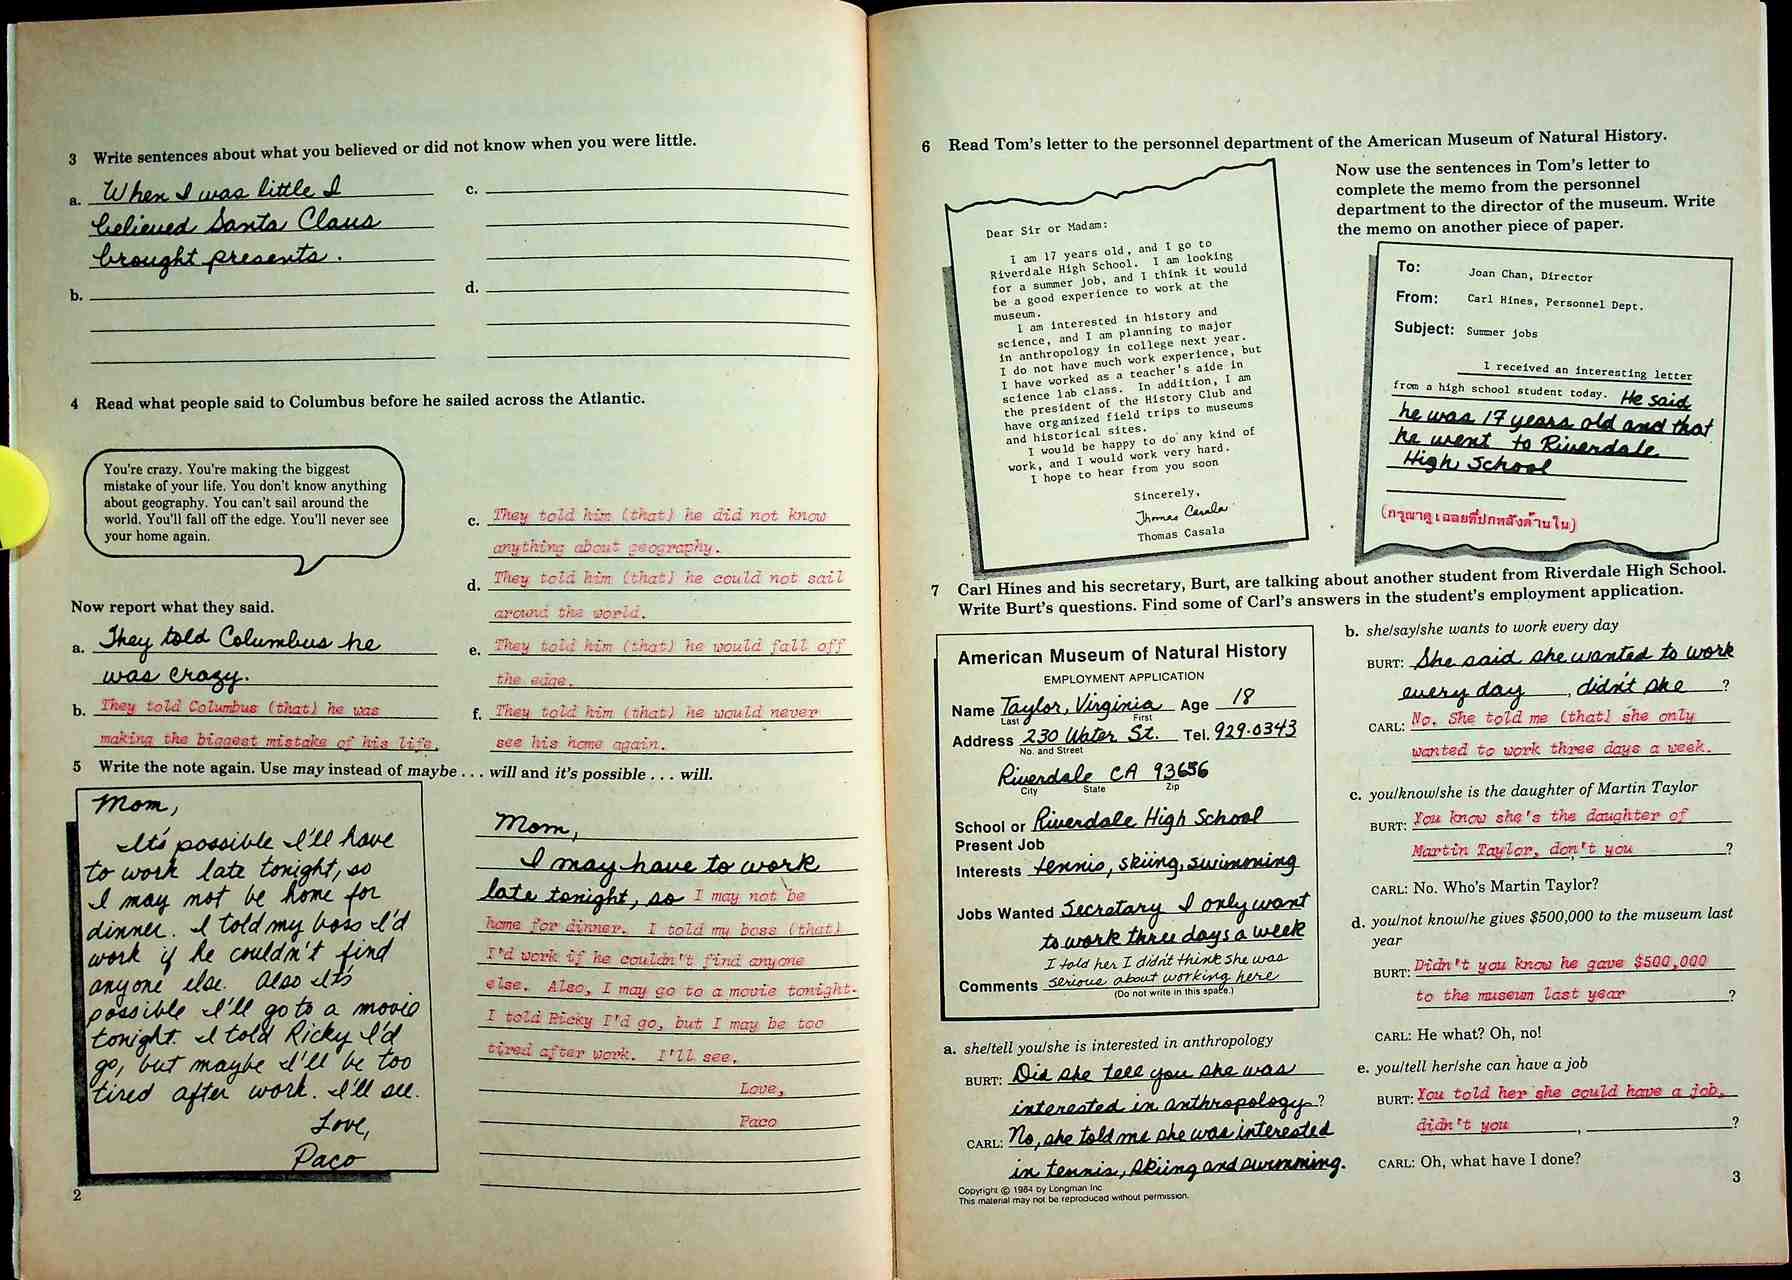 3 Write sentences about what you believed or did not know when you were little.
a. When I was little I
believed Santa Claus
brought presents.
b.
c.
d.
4 Read what people said to Columbus before he sailed across the Atlantic.
You're crazy. You're making the biggest
mistake of your life. You don't know anything
about geography. You can't sail around the
world. You'll fall off the edge. You'll never see
your home again.
Now report what they said.
a. They told Columbus he
was crazy.
b. They told Columbus (that) he was
making the biggest mistake of his life.
c. They told him (that) he did not know
anything about geography.
d. They told him (that) he could not sail
around the world.
e. They told him (that) he would fall off
the edge.
f. They told him (that) he would never
see his home again.
5 Write the note again. Use may instead of maybe . . . will and it's possible . . . will.
Mom,
It's possible I'll have
to work late tonight, so
I may not be home for
dinner. I told my boss I'd
work if he couldn't find
anyone else. Also It's
possible I'll go to a movie
tonight. I told Ricky I'd
go, but maybe I'll be too
tired after work. I'll see.
Love,
Paco
Mom,
I may have to work
late tonight, so I may not be
home for dinner. I told my boss (that)
I'd work if he couldn't find anyone
else. Also, I may go to a movie tonight.
I told Ricky I'd go, but I may be too
tired after work. I'll see.
Love,
Paco
2
6 Read Tom's letter to the personnel department of the American Museum of Natural History.
Dear Sir or Madam:
I am 17 years old, and I go to
Riverdale High School. I am looking
for a summer job, and I think it would
be a good experience to work at the
museum.
I am interested in history and
science, and I am planning to major
in anthropology in college next year.
I do not have much work experience, but
I have worked as a teacher's aide in
science lab class. In addition, I am
the president of the History Club and
have organized field trips to museums
and historical sites.
I would be happy to do any kind of
work, and I would work very hard.
I hope to hear from you soon
Sincerely,
Thomas Casala
Thomas Casala
Now use the sentences in Tom's letter to
complete the memo from the personnel
department to the director of the museum. Write
the memo on another piece of paper.
To: Joan Chan, Director
From: Carl Hines, Personnel Dept.
Subject: Summer jobs
I received an interesting letter
from a high school student today. He said
he was 17 years old and that
he went to Riverdale
High School
(กรุณาดูเฉลยที่ปกหลังด้านใน)
7 Carl Hines and his secretary, Burt, are talking about another student from Riverdale High School.
Write Burt's questions. Find some of Carl's answers in the student's employment application.
American Museum of Natural History
EMPLOYMENT APPLICATION
Name Taylor, Virginia Age 18
Last First
Address 230 Water St. Tel. 929-0343
No. and Street
Riverdale CA 93656
City State Zip
School or Riverdale High School
Present Job
Interests tennis, skiing, swimming
Jobs Wanted Secratary I only want
to work three days a week
I told her I didn't think she was
Comments serious about working here
(Do not write in this space.)
a. she/tell you/she is interested in anthropology
BURT: Did she tell you she was
interested in anthropology?
CARL: No, she told me she was interested
in tennis, skiing and swimming.
Copyright © 1984 by Longman Inc.
This material may not be reproduced without permission.
b. she/say/she wants to work every day
BURT: She said she wanted to work
every day, didn't she ?
CARL: No. She told me (that) she only
wanted to work three days a week.
c. you/know/she is the daughter of Martin Taylor
BURT: You know she's the daughter of
Martin Taylor, don't you ?
CARL: No. Who's Martin Taylor?
d. you/not know/he gives $500,000 to the museum last
year
BURT: Didn't you know he gave $500,000
to the museum last year ?
CARL: He what? Oh, no!
e. you/tell her/she can have a job
BURT: You told her she could have a job,
didn't you , ?
CARL: Oh, what have I done?
3